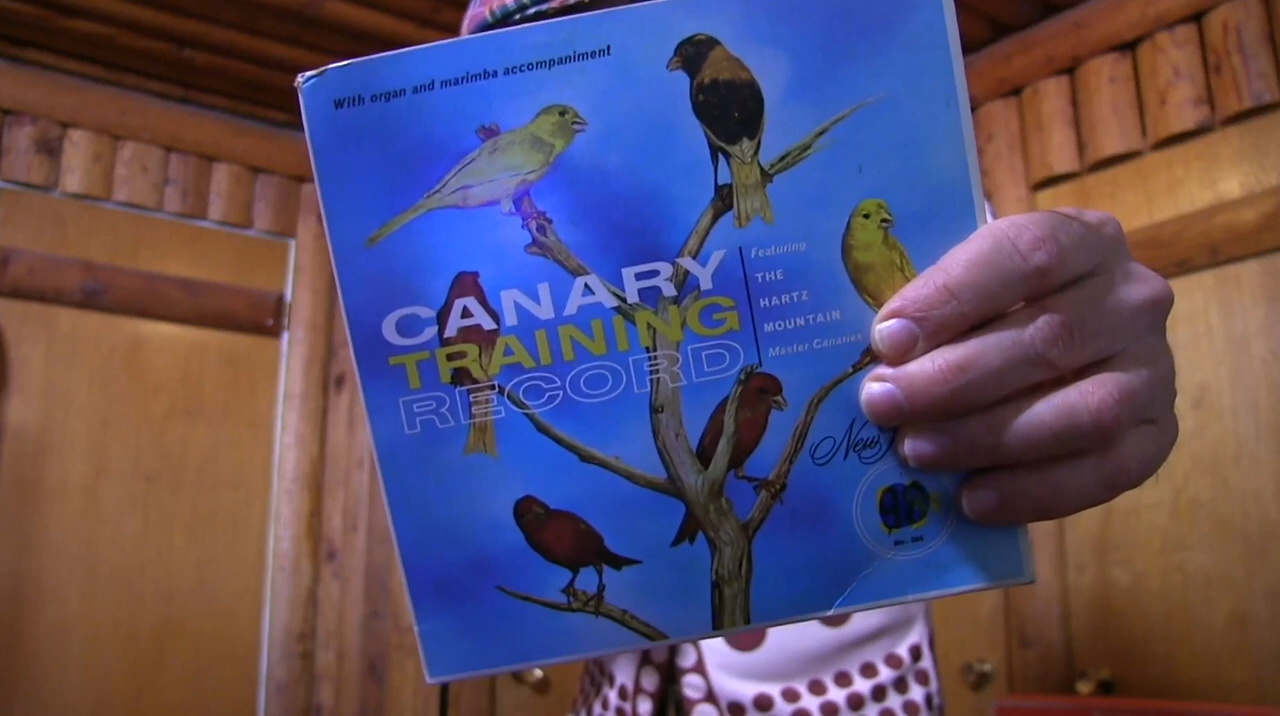 With organ and marimba accompaniment
CANARY
TRAINING
RECORD
Featuring
THE
HARTZ
MOUNTAIN
Master Canaries
New